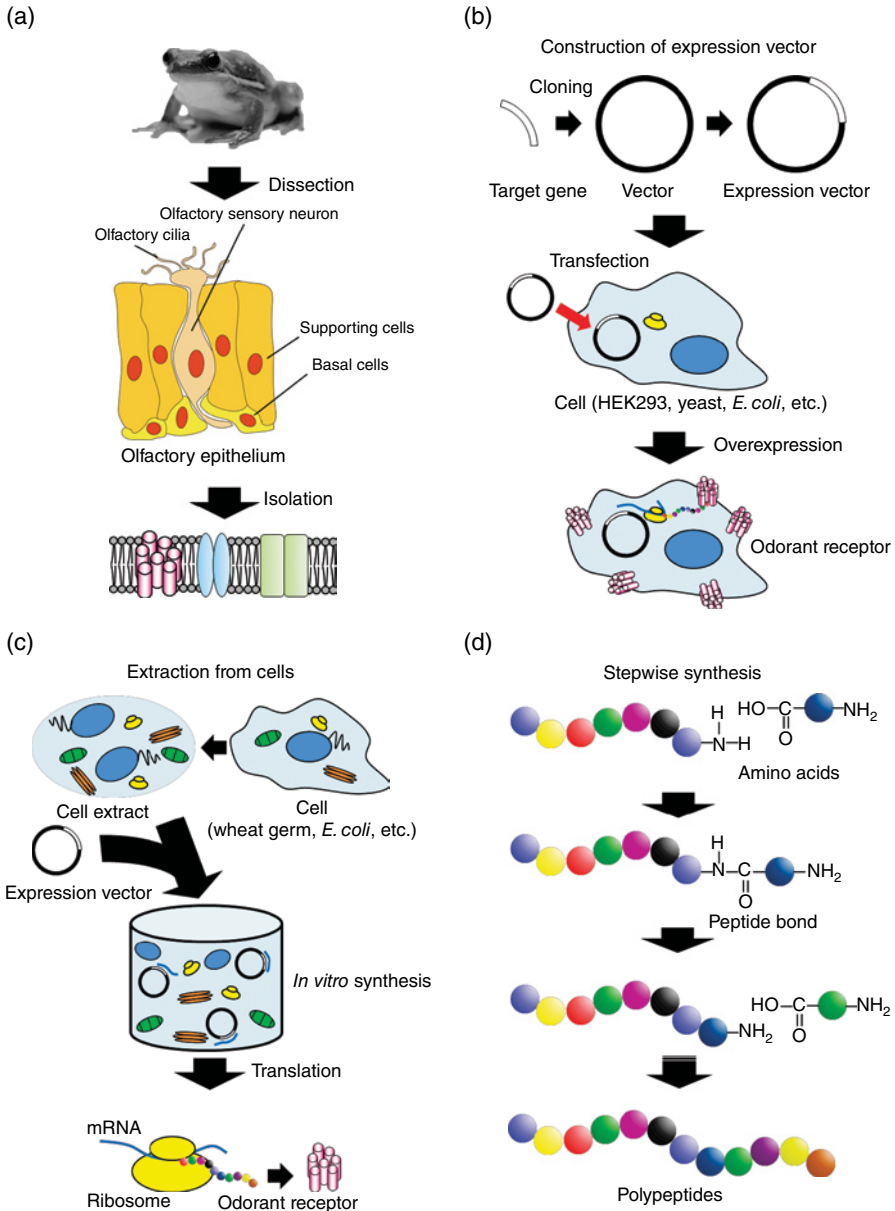 (a)
Dissection
Olfactory sensory neuron
Olfactory cilia
Supporting cells
Basal cells
Olfactory epithelium
Isolation
(b)
Construction of expression vector
Cloning
Target gene
Vector
Expression vector
Transfection
Cell (HEK293, yeast, E. coli, etc.)
Overexpression
Odorant receptor
(c)
Extraction from cells
Cell extract
Cell
(wheat germ, E. coli, etc.)
Expression vector
In vitro synthesis
Translation
mRNA
Ribosome
Odorant receptor
(d)
Stepwise synthesis
H
N H
HO C NH2
O
Amino acids
H
N C NH2
O
Peptide bond
NH2
HO C NH2
O
Polypeptides